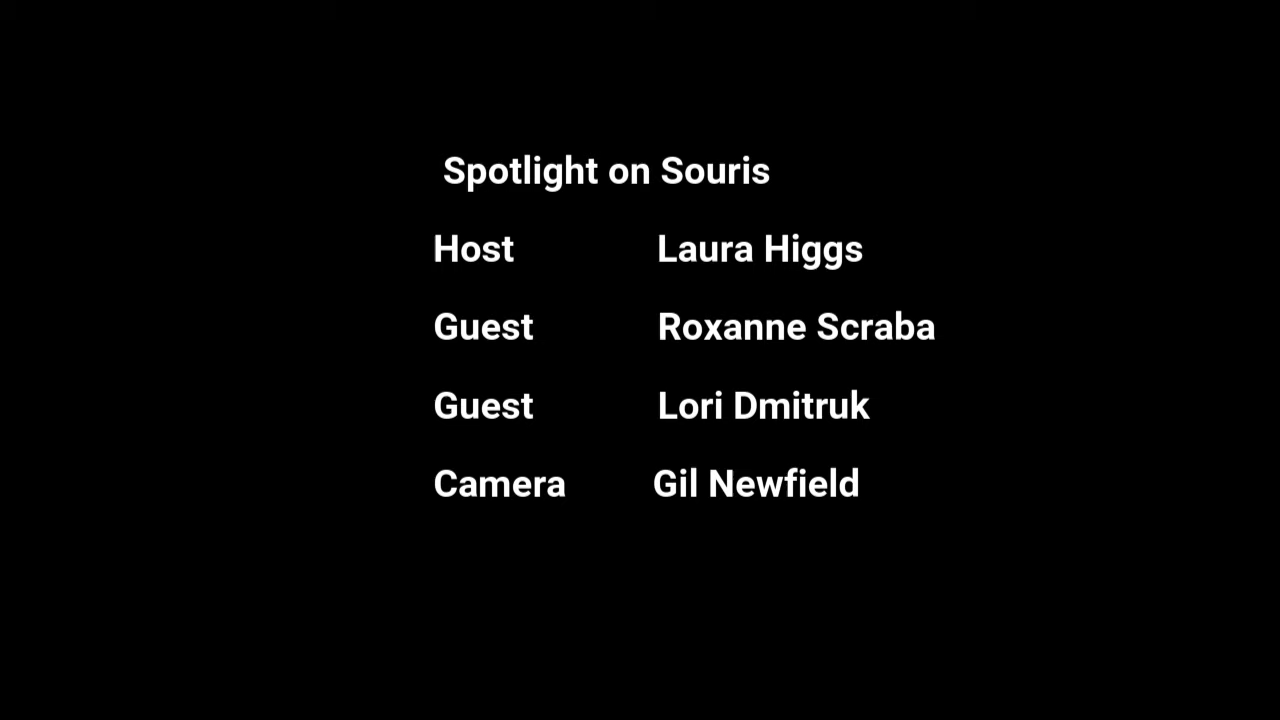 Spotlight on Souris
Host Laura Higgs
Guest Roxanne Scraba
Guest Lori Dmitruk
Camera Gil Newfield